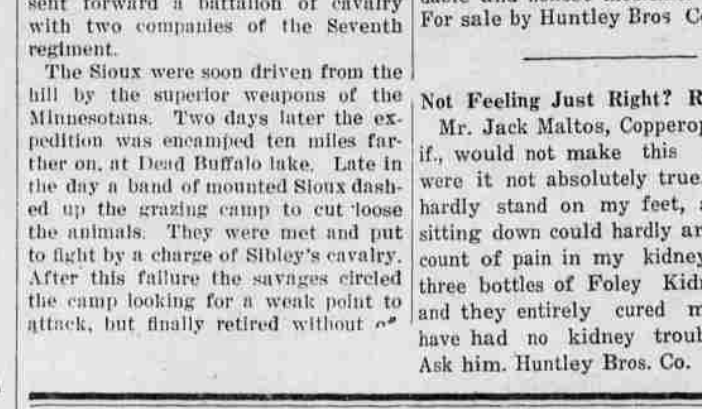 sent forward a battalion of cavalry
with two companies of the Seventh
regiment.
The Sioux were soon driven from the
hill by the superior weapons of the
Minnesotans. Two days later the ex-
pedition was encamped ten miles far-
ther on, at Dead Buffalo lake. Late in
the day a band of mounted Sioux dash-
ed up the grazing camp to cut loose
the animals. They were met and put
to fight by a charge of Sibley's cavalry.
After this failure the savages circled
the camp looking for a weak point to
attack, but finally retired without
For sale by Huntley Bros Co
Not Feeling Just Right? R
Mr. Jack Maltos, Copperop
if., would not make this
were it not absolutely true.
hardly stand on my feet, a
sitting down could hardly ar
count of pain in my kidney
three bottles of Foley Kidn
and they entirely cured m
have had no kidney troub
Ask him. Huntley Bros. Co.